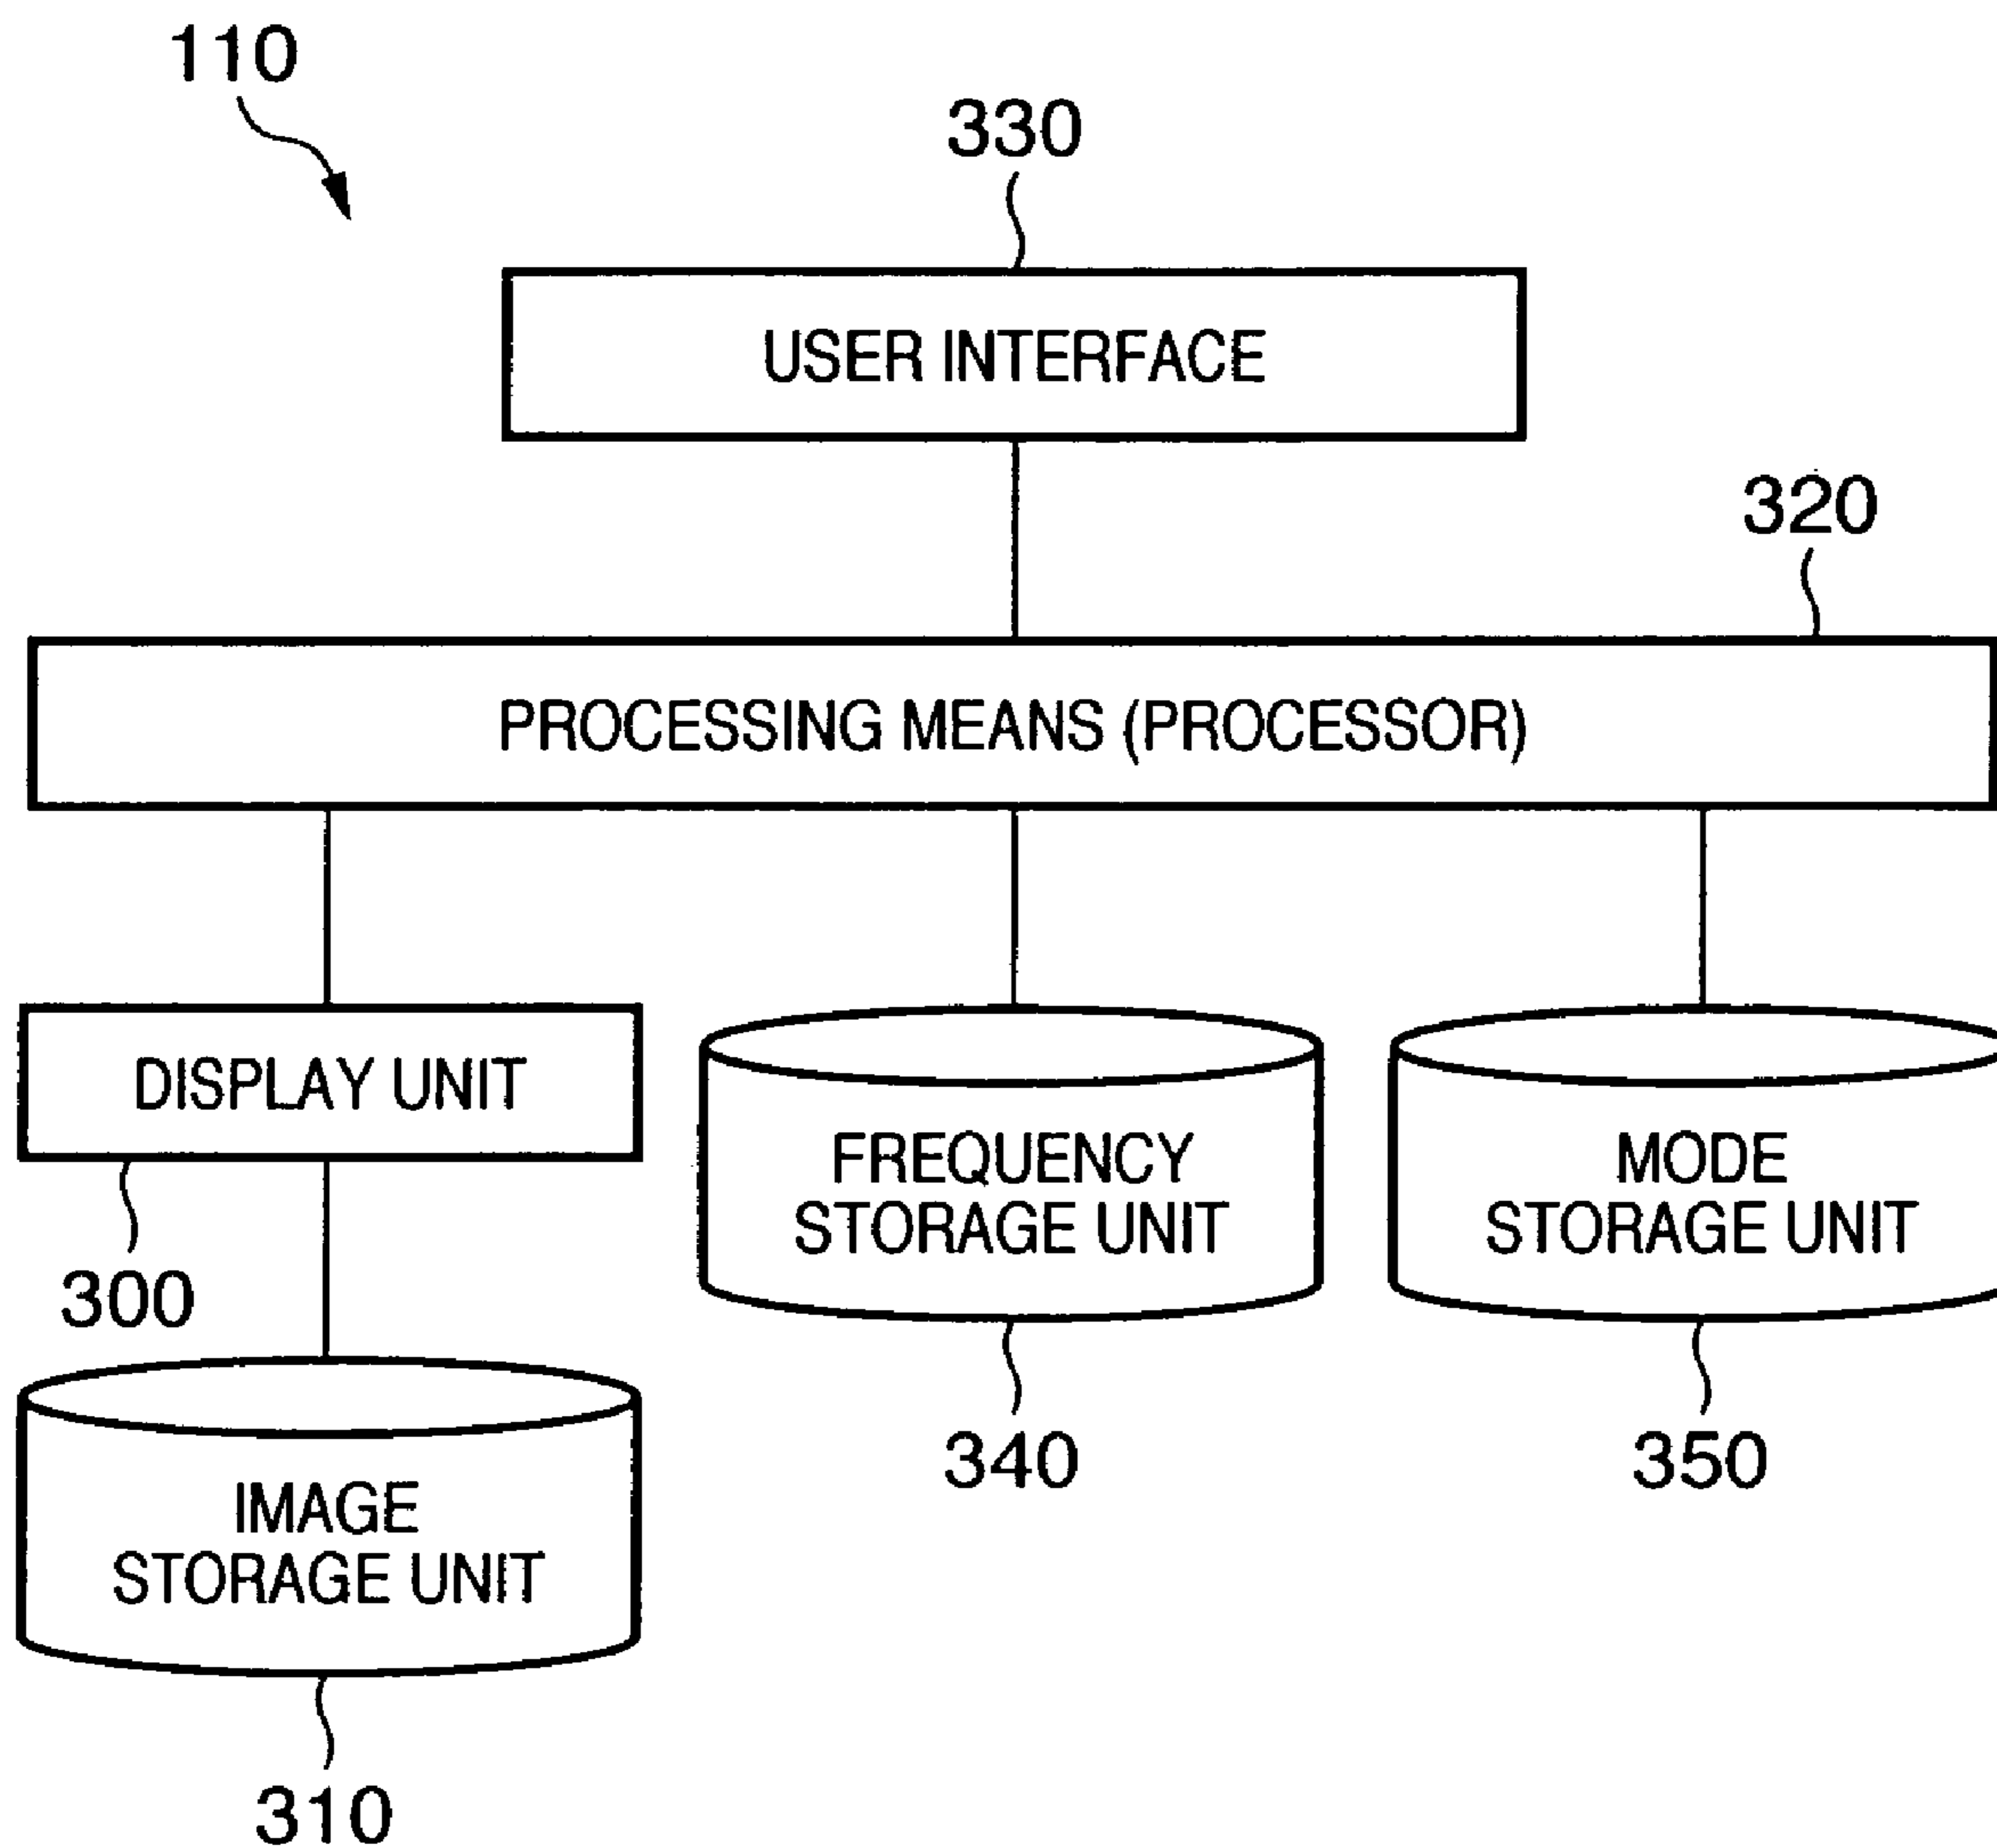 110
330
USER INTERFACE
320
PROCESSING MEANS (PROCESSOR)
DISPLAY UNIT
300
FREQUENCY
STORAGE UNIT
340
MODE
STORAGE UNIT
350
IMAGE
STORAGE UNIT
310